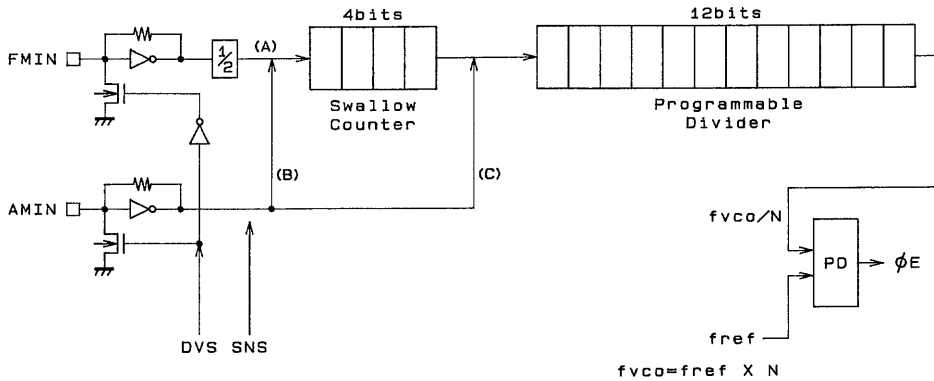 4bits
12bits
FMIN
1/2
(A)
Swallow
Counter
Programmable
Divider
(B)
(C)
AMIN
fvco/N
PD
ϕE
DVS SNS
fref
fvco=fref X N